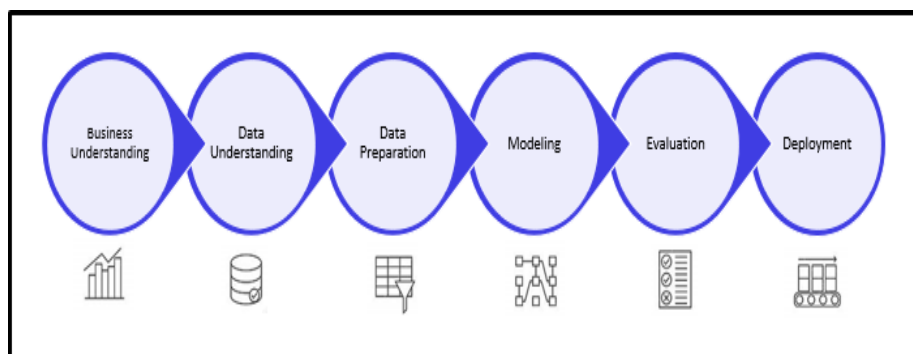 Business
Understanding
Data
Understanding
Data
Preparation
Modeling
Evaluation
Deployment